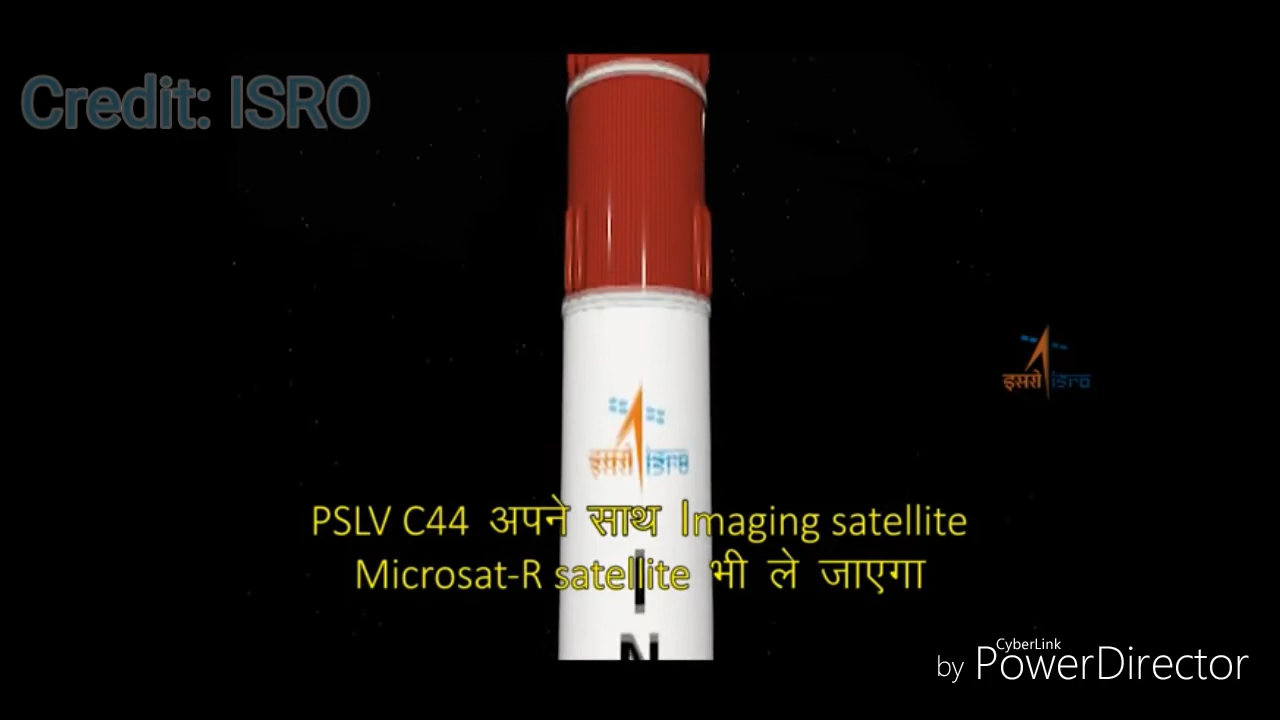 Credit: ISRO
इसरो isro
इसरो isro
PSLV C44 अपने साथ Imaging satellite
Microsat-R satellite भी ले जाएगा
I
N
CyberLink
by PowerDirector